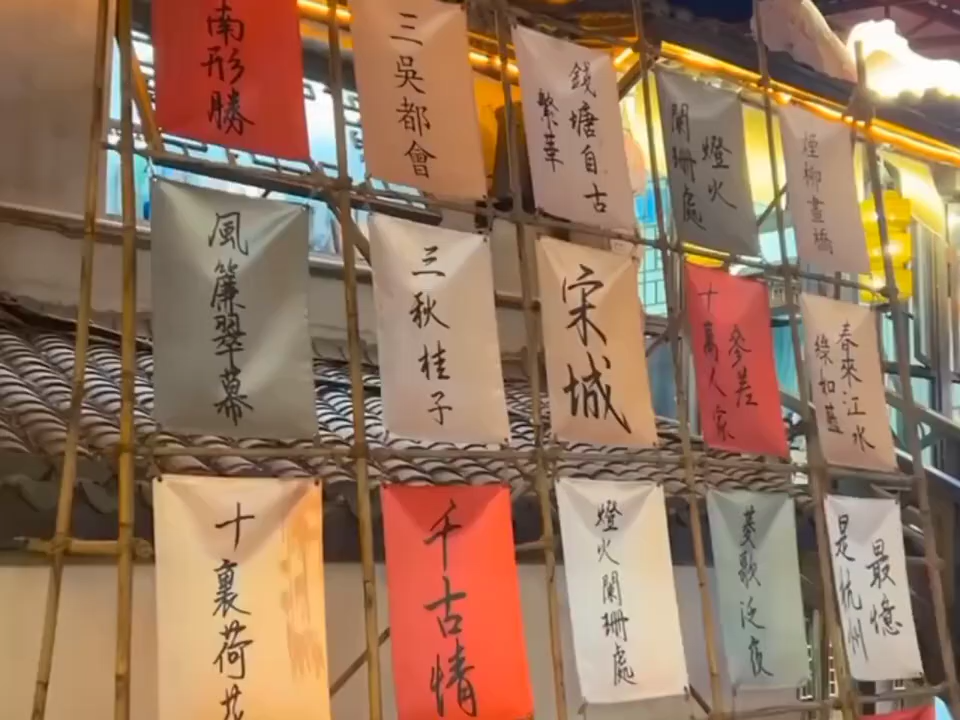 南形勝
三吳都會
錢塘自古
繁華
燈火
闌珊處
煙柳畫橋
風簾翠幕
三秋桂子
宋城
參差
十萬人家
春來江水
綠如藍
十裏荷花
千古情
燈火闌珊處
菱歌泛夜
最憶
是杭州